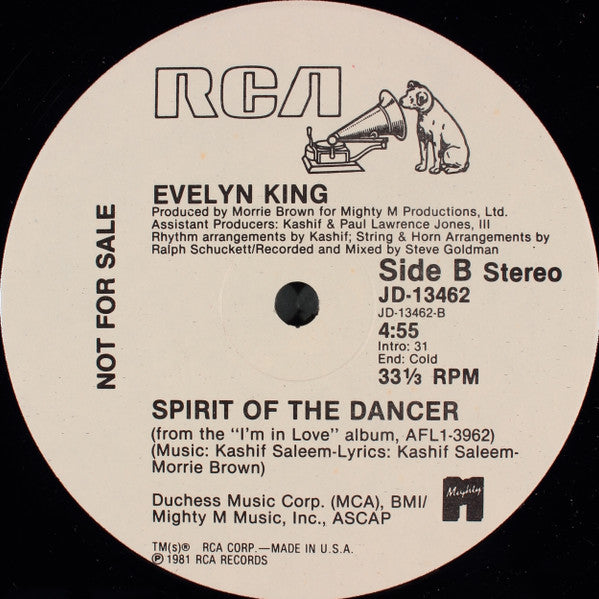 RCA
EVELYN KING
Produced by Morrie Brown for Mighty M Productions, Ltd.
Assistant Producers: Kashif & Paul Lawrence Jones, III
Rhythm arrangements by Kashif; String & Horn Arrangements by
Ralph Schuckett/Recorded and Mixed by Steve Goldman
NOT FOR SALE
Side B Stereo
JD-13462
JD-13462-B
4:55
Intro: 31
End: Cold
33⅓ RPM
SPIRIT OF THE DANCER
(from the "I'm in Love" album, AFL1-3962)
(Music: Kashif Saleem-Lyrics: Kashif Saleem-
Morrie Brown)
Duchess Music Corp. (MCA), BMI/
Mighty M Music, Inc., ASCAP
Mighty
M
TM(s)® RCA CORP.—MADE IN U.S.A.
℗ 1981 RCA RECORDS